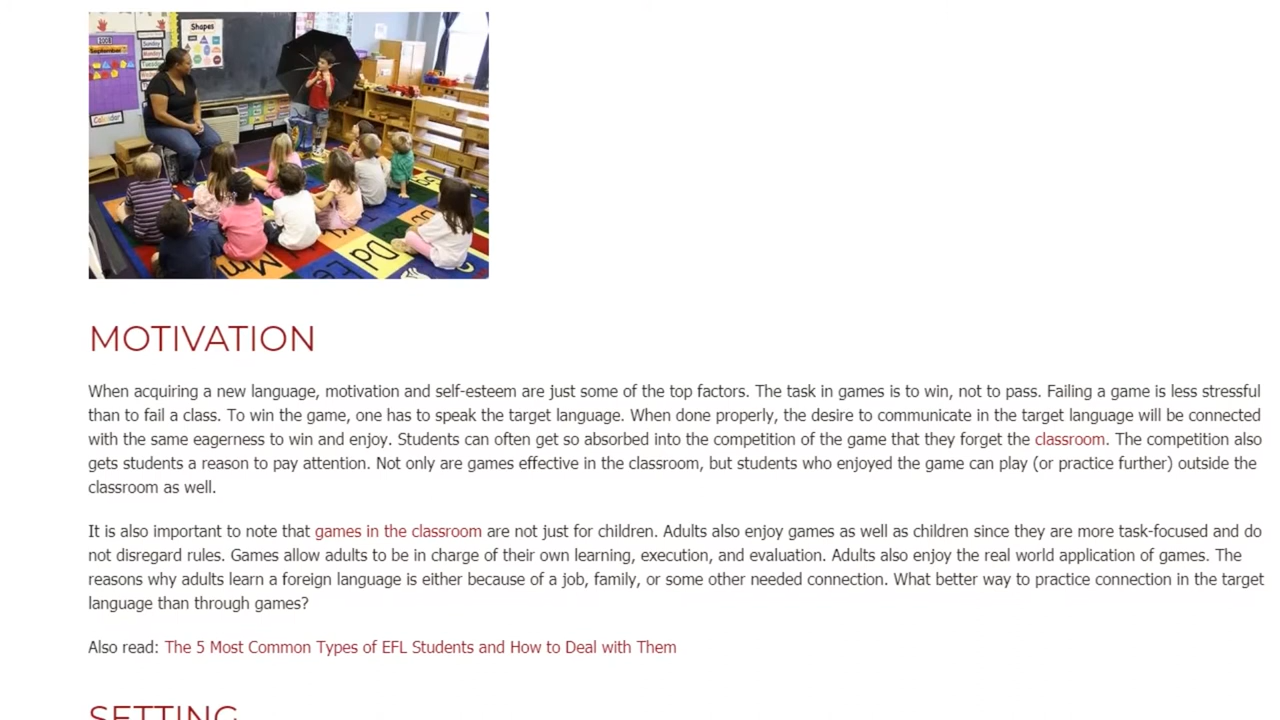 Shapes
September
Sunday
Monday
Calendar
Mm
MOTIVATION
When acquiring a new language, motivation and self-esteem are just some of the top factors. The task in games is to win, not to pass. Failing a game is less stressful
than to fail a class. To win the game, one has to speak the target language. When done properly, the desire to communicate in the target language will be connected
with the same eagerness to win and enjoy. Students can often get so absorbed into the competition of the game that they forget the classroom. The competition also
gets students a reason to pay attention. Not only are games effective in the classroom, but students who enjoyed the game can play (or practice further) outside the
classroom as well.
It is also important to note that games in the classroom are not just for children. Adults also enjoy games as well as children since they are more task-focused and do
not disregard rules. Games allow adults to be in charge of their own learning, execution, and evaluation. Adults also enjoy the real world application of games. The
reasons why adults learn a foreign language is either because of a job, family, or some other needed connection. What better way to practice connection in the target
language than through games?
Also read: The 5 Most Common Types of EFL Students and How to Deal with Them
SETTING